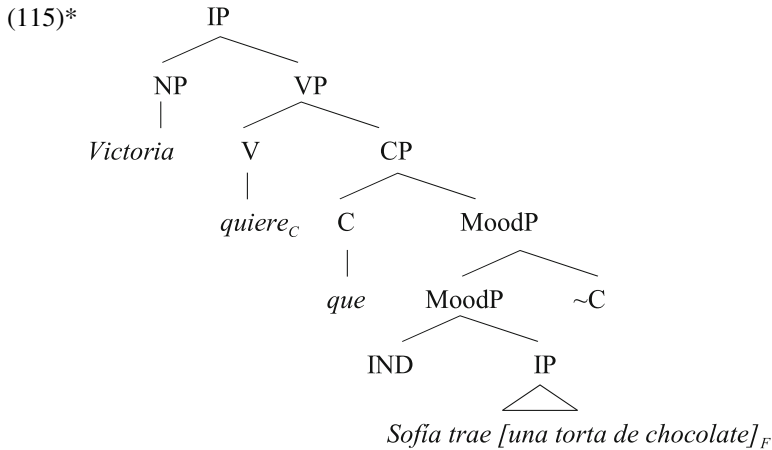 (115)* IP
NP VP
Victoria V CP
quiere_C C MoodP
que MoodP ~C
IND IP
Sofía trae [una torta de chocolate]_F